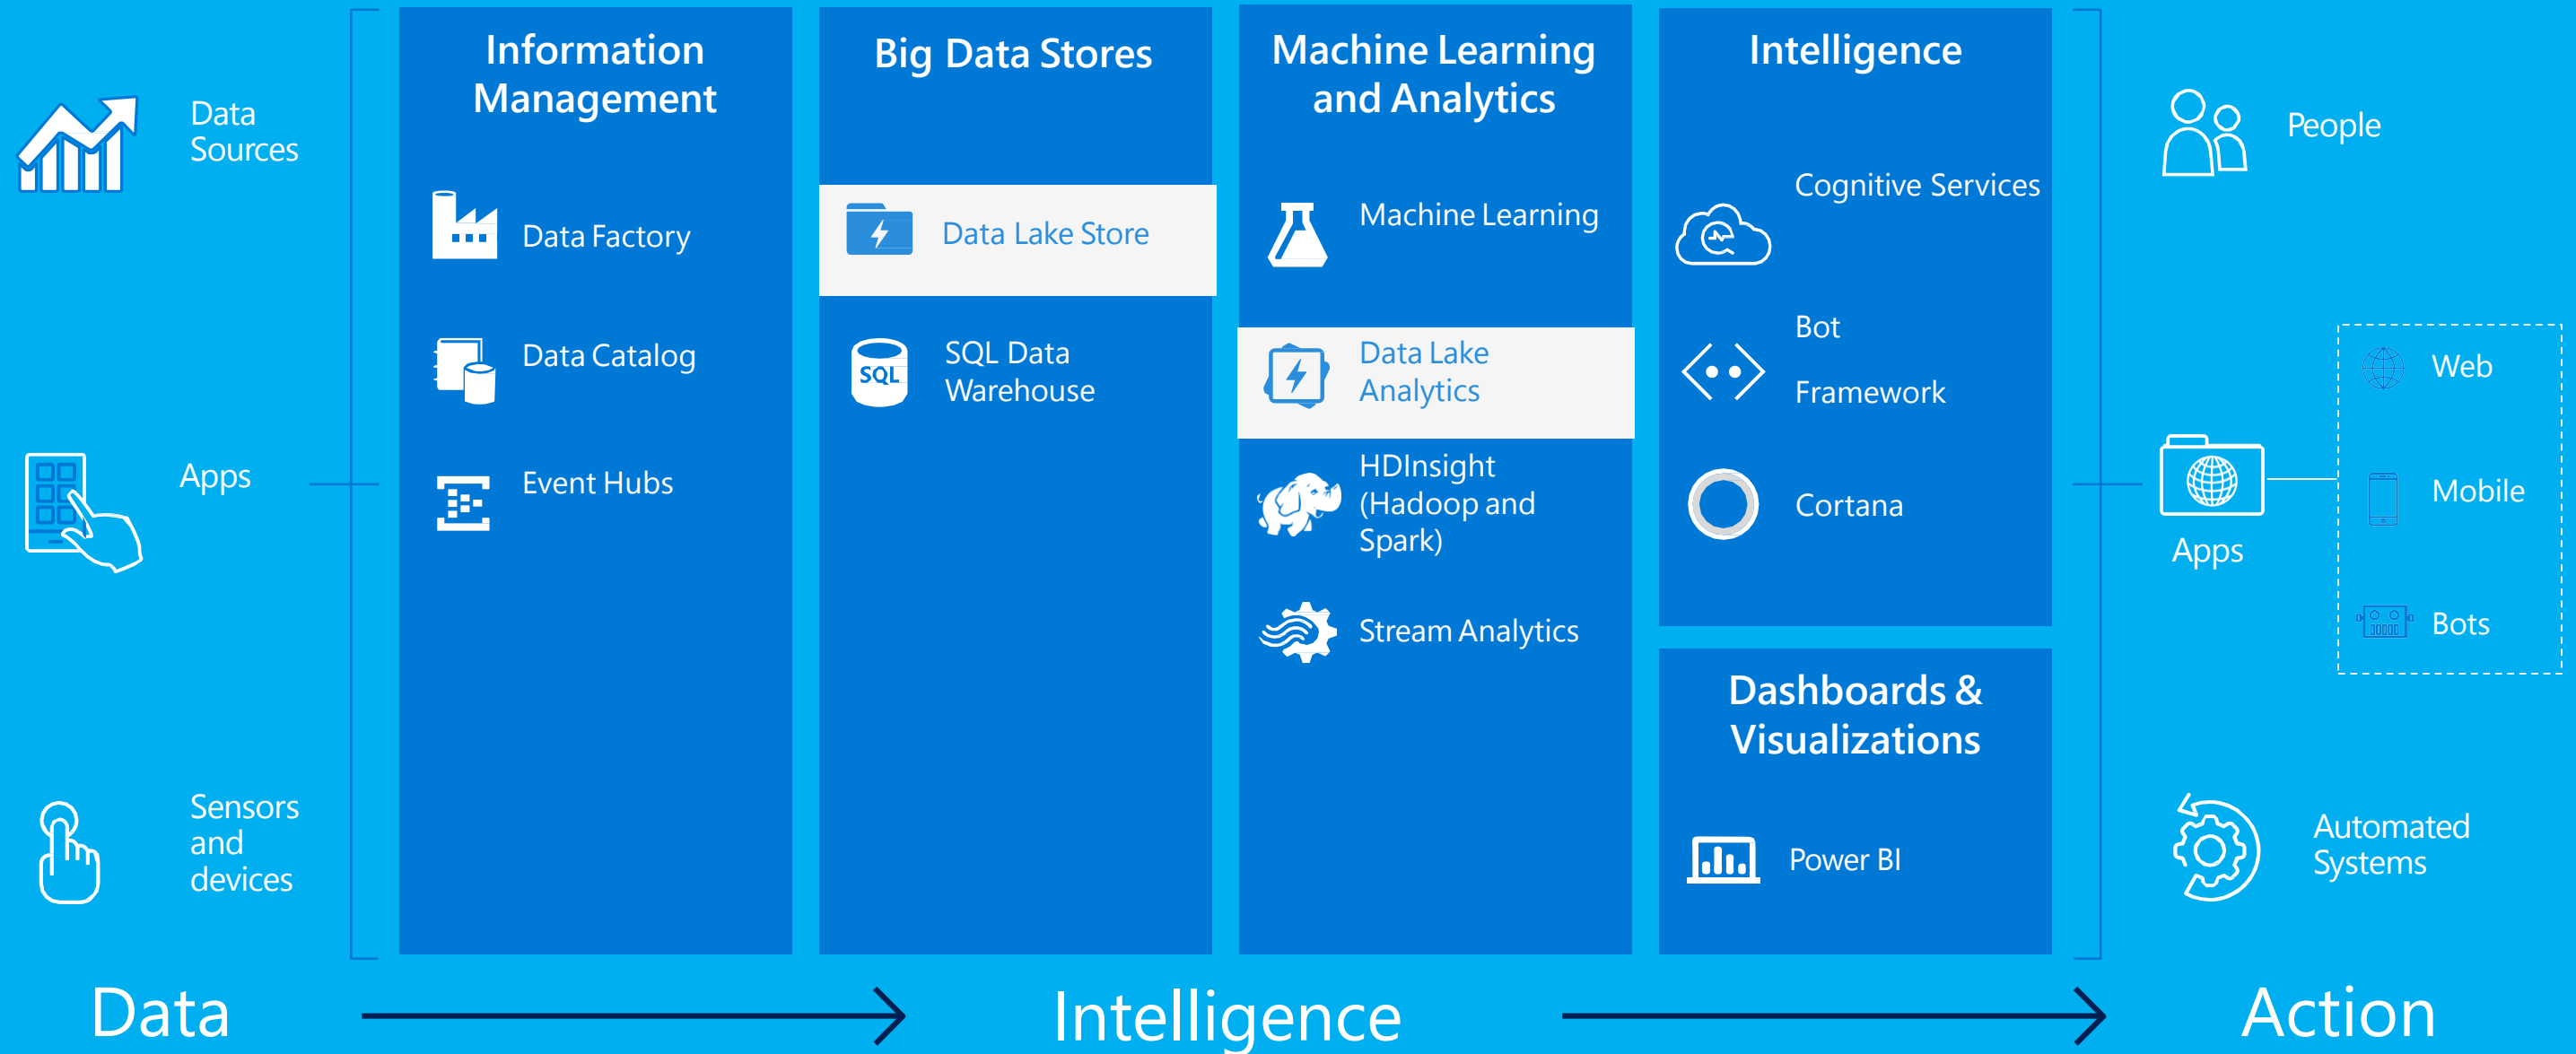 Data
Sources
Apps
Sensors
and
devices
Information
Management
Data Factory
Data Catalog
Event Hubs
Big Data Stores
Data Lake Store
SQL
SQL Data
Warehouse
Machine Learning
and Analytics
Machine Learning
Data Lake
Analytics
HDInsight
(Hadoop and
Spark)
Stream Analytics
Intelligence
Cognitive Services
Bot
Framework
Cortana
Dashboards &
Visualizations
Power BI
People
Apps
Web
Mobile
Bots
Automated
Systems
Data
Intelligence
Action